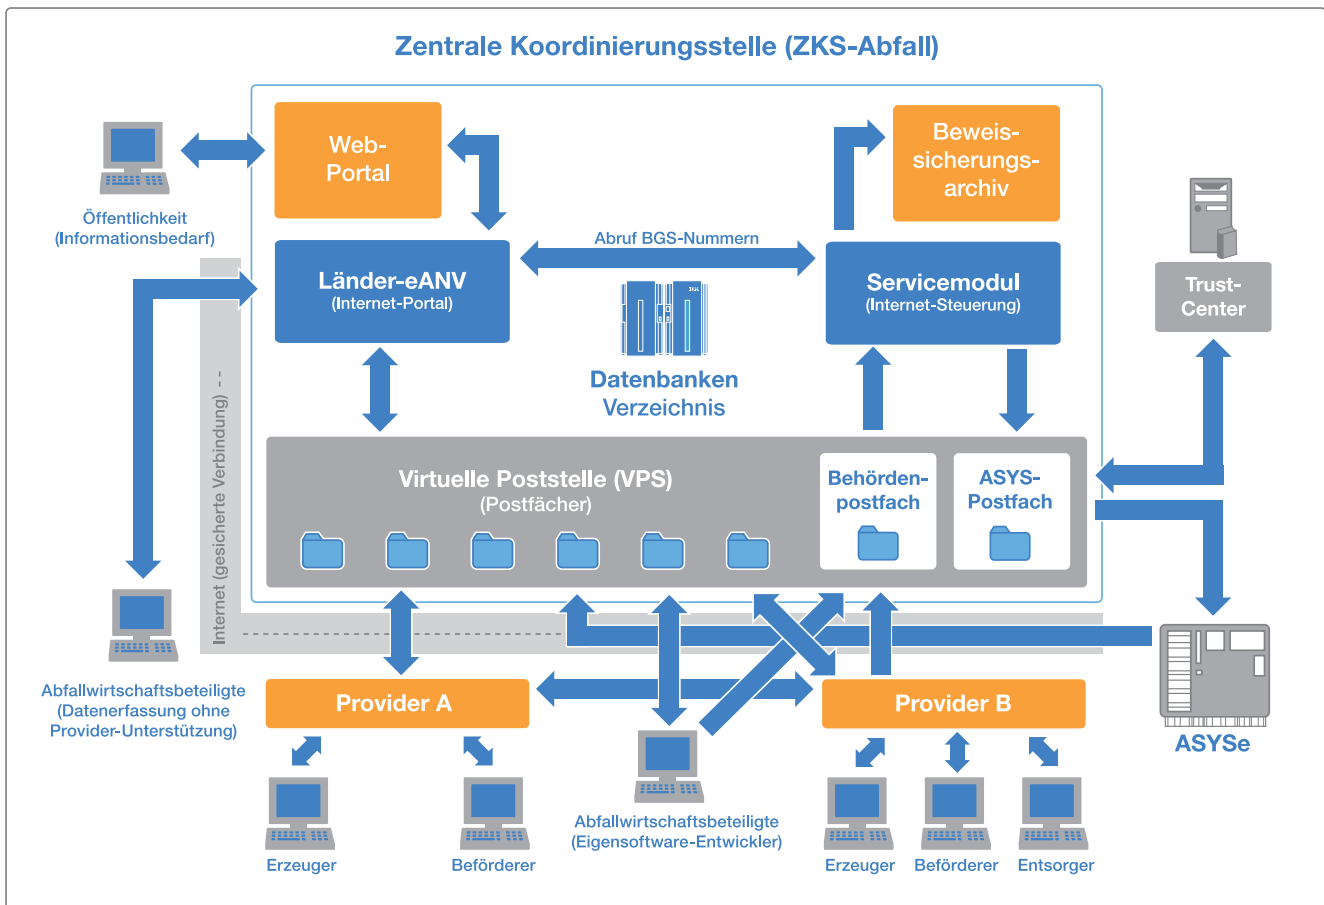 Zentrale Koordinierungsstelle (ZKS-Abfall)
Web-
Portal
Beweis-
sicherungs-
archiv
Öffentlichkeit
(Informationsbedarf)
Abruf BGS-Nummern
Länder-eANV
(Internet-Portal)
Servicemodul
(Internet-Steuerung)
Trust-
Center
Datenbanken
Verzeichnis
Internet (gesicherte Verbindung)
Virtuelle Poststelle (VPS)
(Postfächer)
Behörden-
postfach
ASYS-
Postfach
Abfallwirtschaftsbeteiligte
(Datenerfassung ohne
Provider-Unterstützung)
Provider A
Provider B
ASYSe
Erzeuger
Beförderer
Abfallwirtschaftsbeteiligte
(Eigensoftware-Entwickler)
Erzeuger
Beförderer
Entsorger